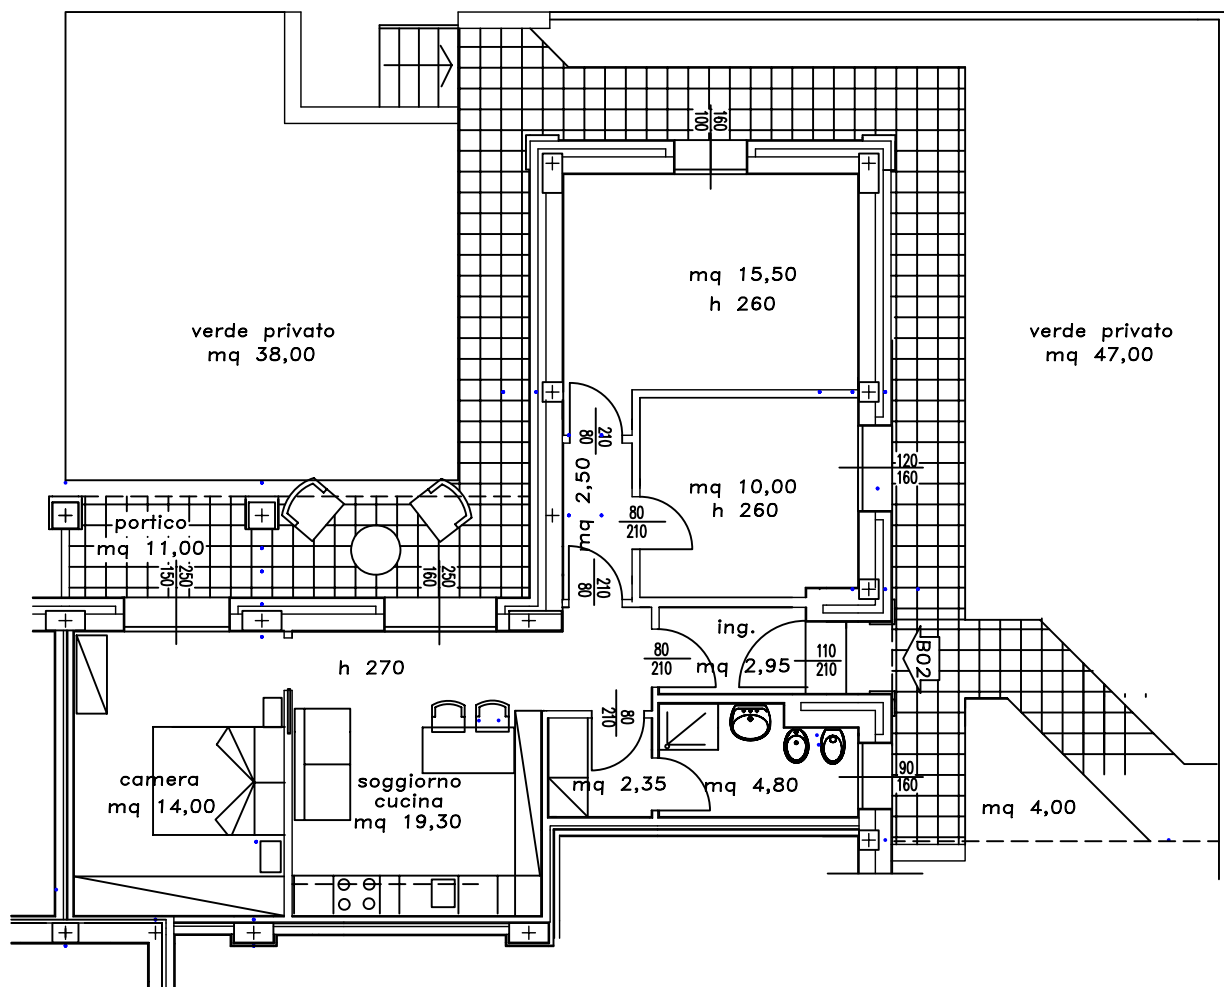 100
160
mq 15,50
h 260
verde privato
mq 38,00
verde privato
mq 47,00
80
210
120
160
mq 2,50
mq 10,00
h 260
80
210
portico
mq 11,00
150
250
160
250
80
210
ing.
mq 2,95
80
210
110
210
B02
h 270
80
210
camera
mq 14,00
soggiorno
cucina
mq 19,30
mq 2,35
mq 4,80
90
160
mq 4,00